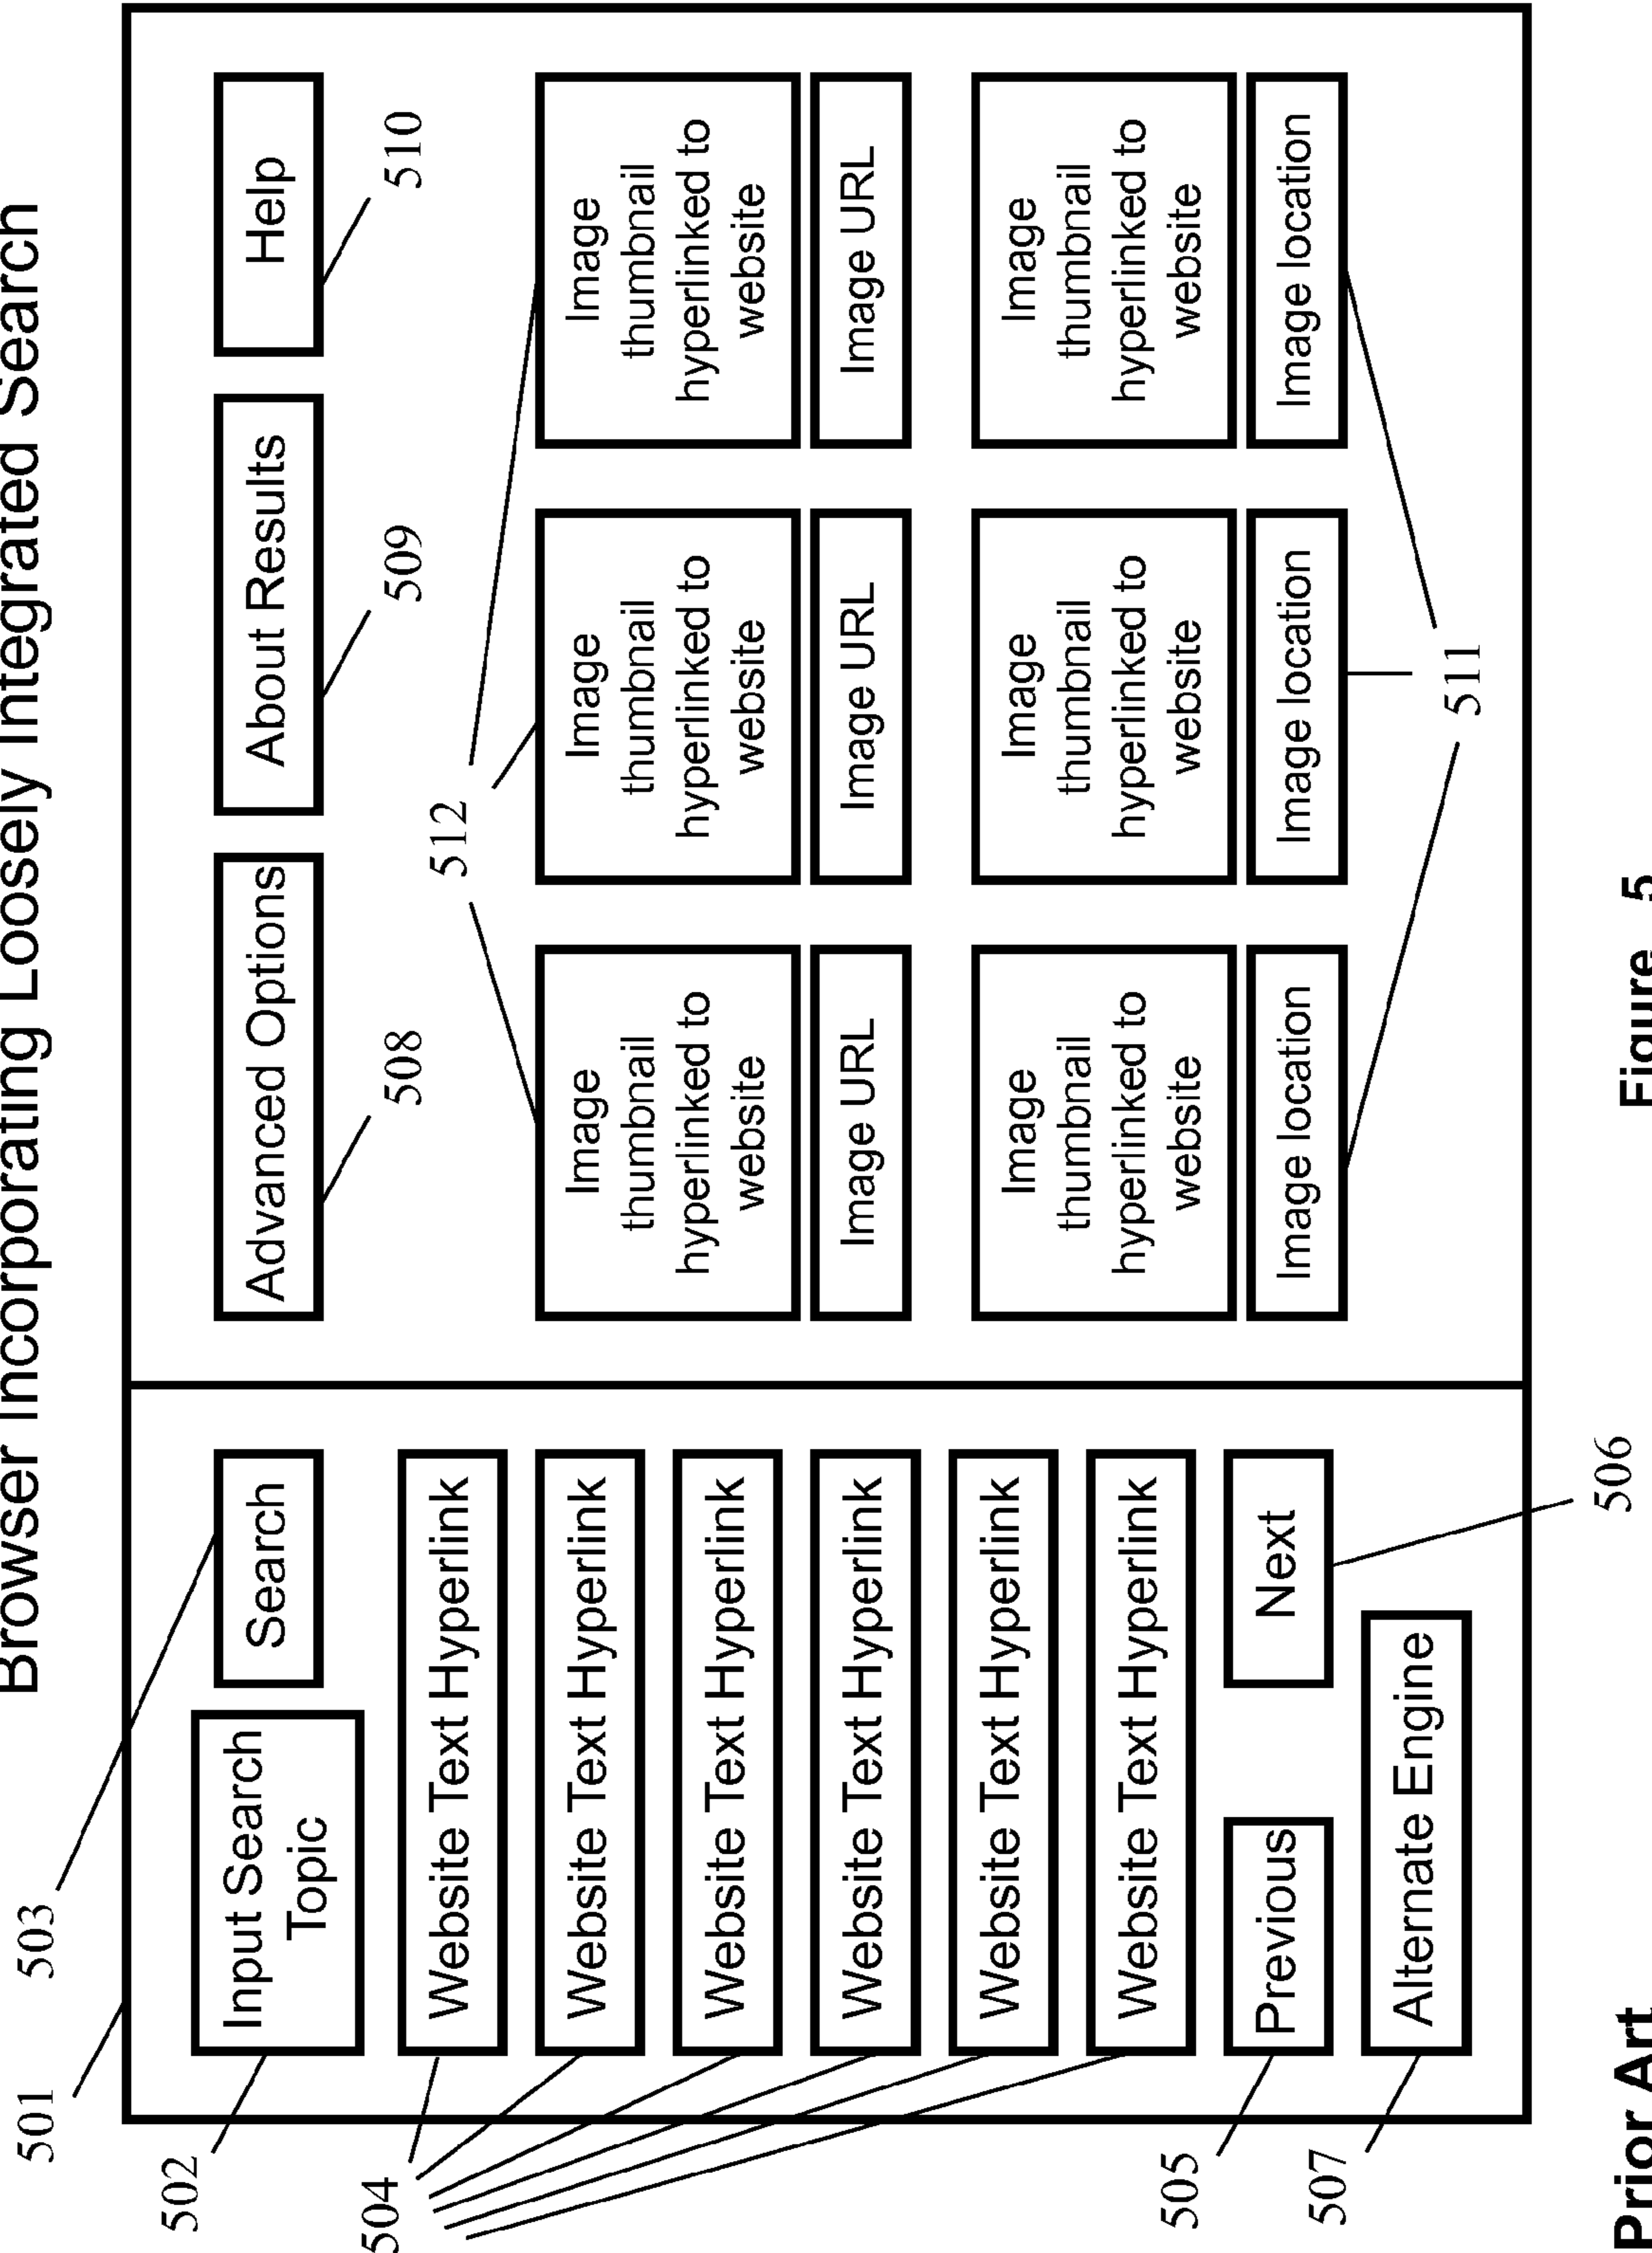 Browser Incorporating Loosely Integrated Search
501
503
502
Input Search
Topic
Search
504
Website Text Hyperlink
Website Text Hyperlink
Website Text Hyperlink
Website Text Hyperlink
Website Text Hyperlink
Website Text Hyperlink
505
Previous
Next
506
507
Alternate Engine
Advanced Options
About Results
Help
508
509
510
512
Image
thumbnail
hyperlinked to
website
Image URL
Image
thumbnail
hyperlinked to
website
Image URL
Image
thumbnail
hyperlinked to
website
Image URL
Image
thumbnail
hyperlinked to
website
Image location
Image
thumbnail
hyperlinked to
website
Image location
Image
thumbnail
hyperlinked to
website
Image location
511
Prior Art
Figure 5